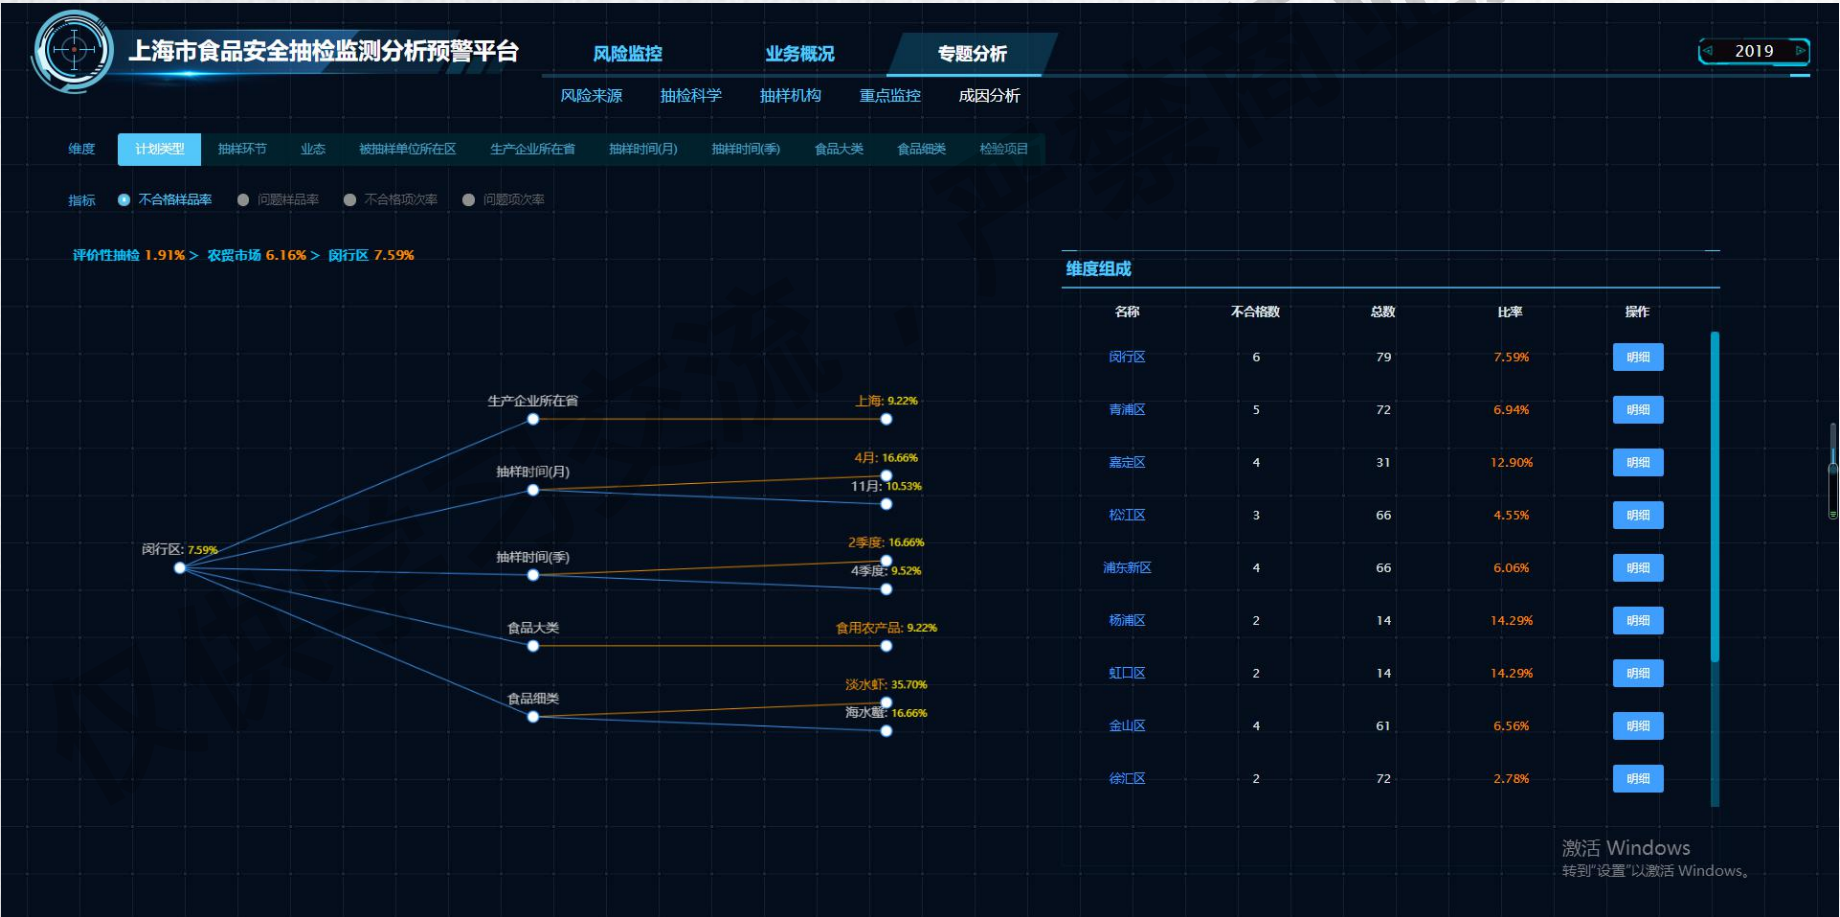 上海市食品安全抽检监测分析预警平台
风险监控 业务概况 专题分析
2019
风险来源 抽检科学 抽样机构 重点监控 成因分析
维度 计划类型 抽样环节 业态 被抽样单位所在区 生产企业所在省 抽样时间(月) 抽样时间(季) 食品大类 食品细类 检验项目
指标 不合格样品率 问题样品率 不合格项次率 问题项次率
评价性抽检 1.91% > 农贸市场 6.16% > 闵行区 7.59%
闵行区: 7.59%
生产企业所在省
上海: 9.22%
抽样时间(月)
4月: 16.66%
11月: 10.53%
抽样时间(季)
2季度: 16.66%
4季度: 9.52%
食品大类
食用农产品: 9.22%
食品细类
淡水虾: 35.70%
海水蟹: 16.66%
维度组成
名称 不合格数 总数 比率 操作
闵行区 6 79 7.59% 明细
青浦区 5 72 6.94% 明细
嘉定区 4 31 12.90% 明细
松江区 3 66 4.55% 明细
浦东新区 4 66 6.06% 明细
杨浦区 2 14 14.29% 明细
虹口区 2 14 14.29% 明细
金山区 4 61 6.56% 明细
徐汇区 2 72 2.78% 明细
激活 Windows
转到"设置"以激活 Windows。
仅供学习交流，严禁商业